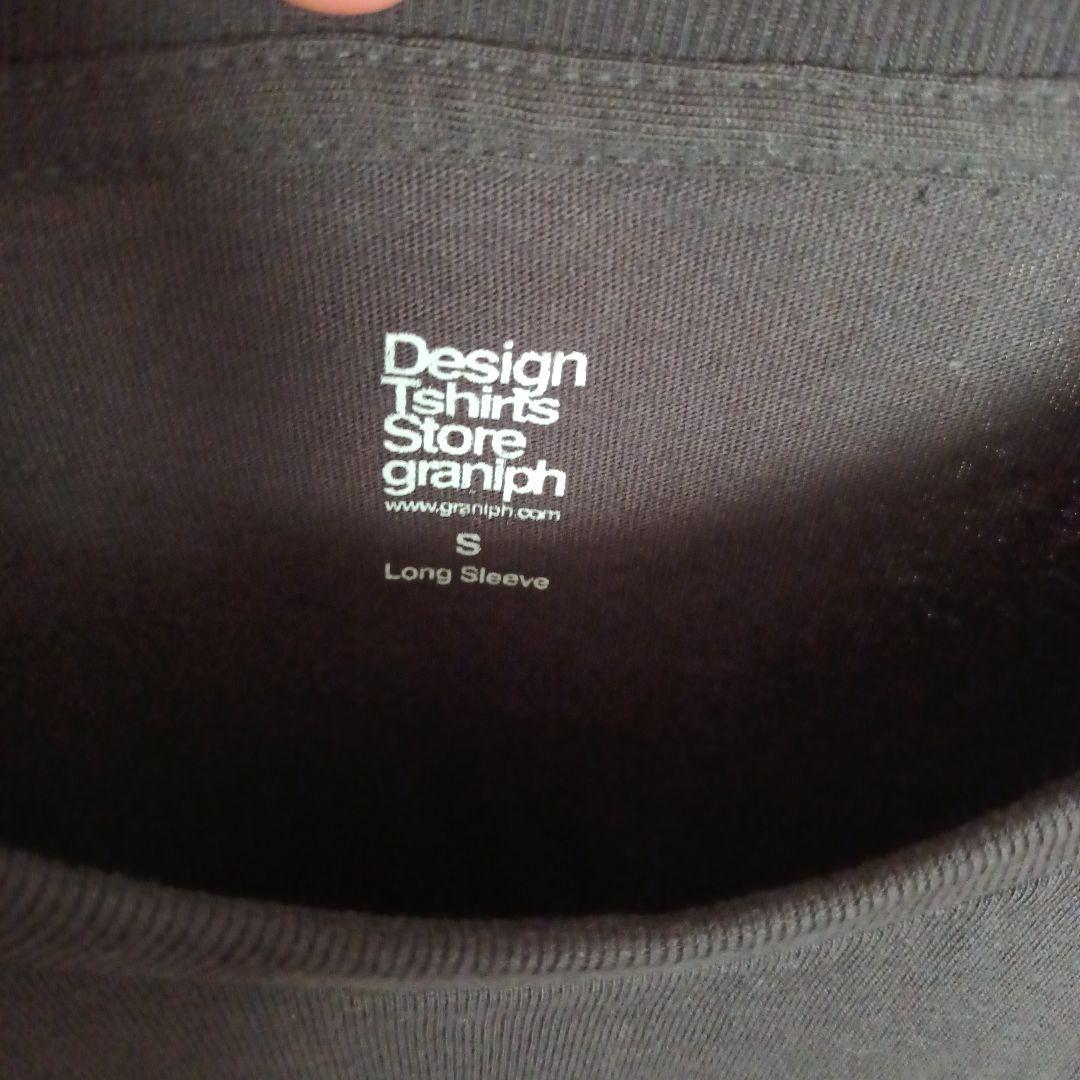 Design
Tshirts
Store
graniph
www.graniph.com
S
Long Sleeve